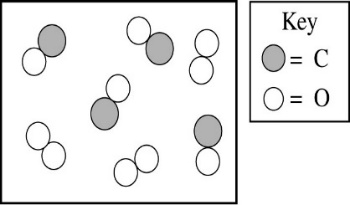 Key
= C
= O